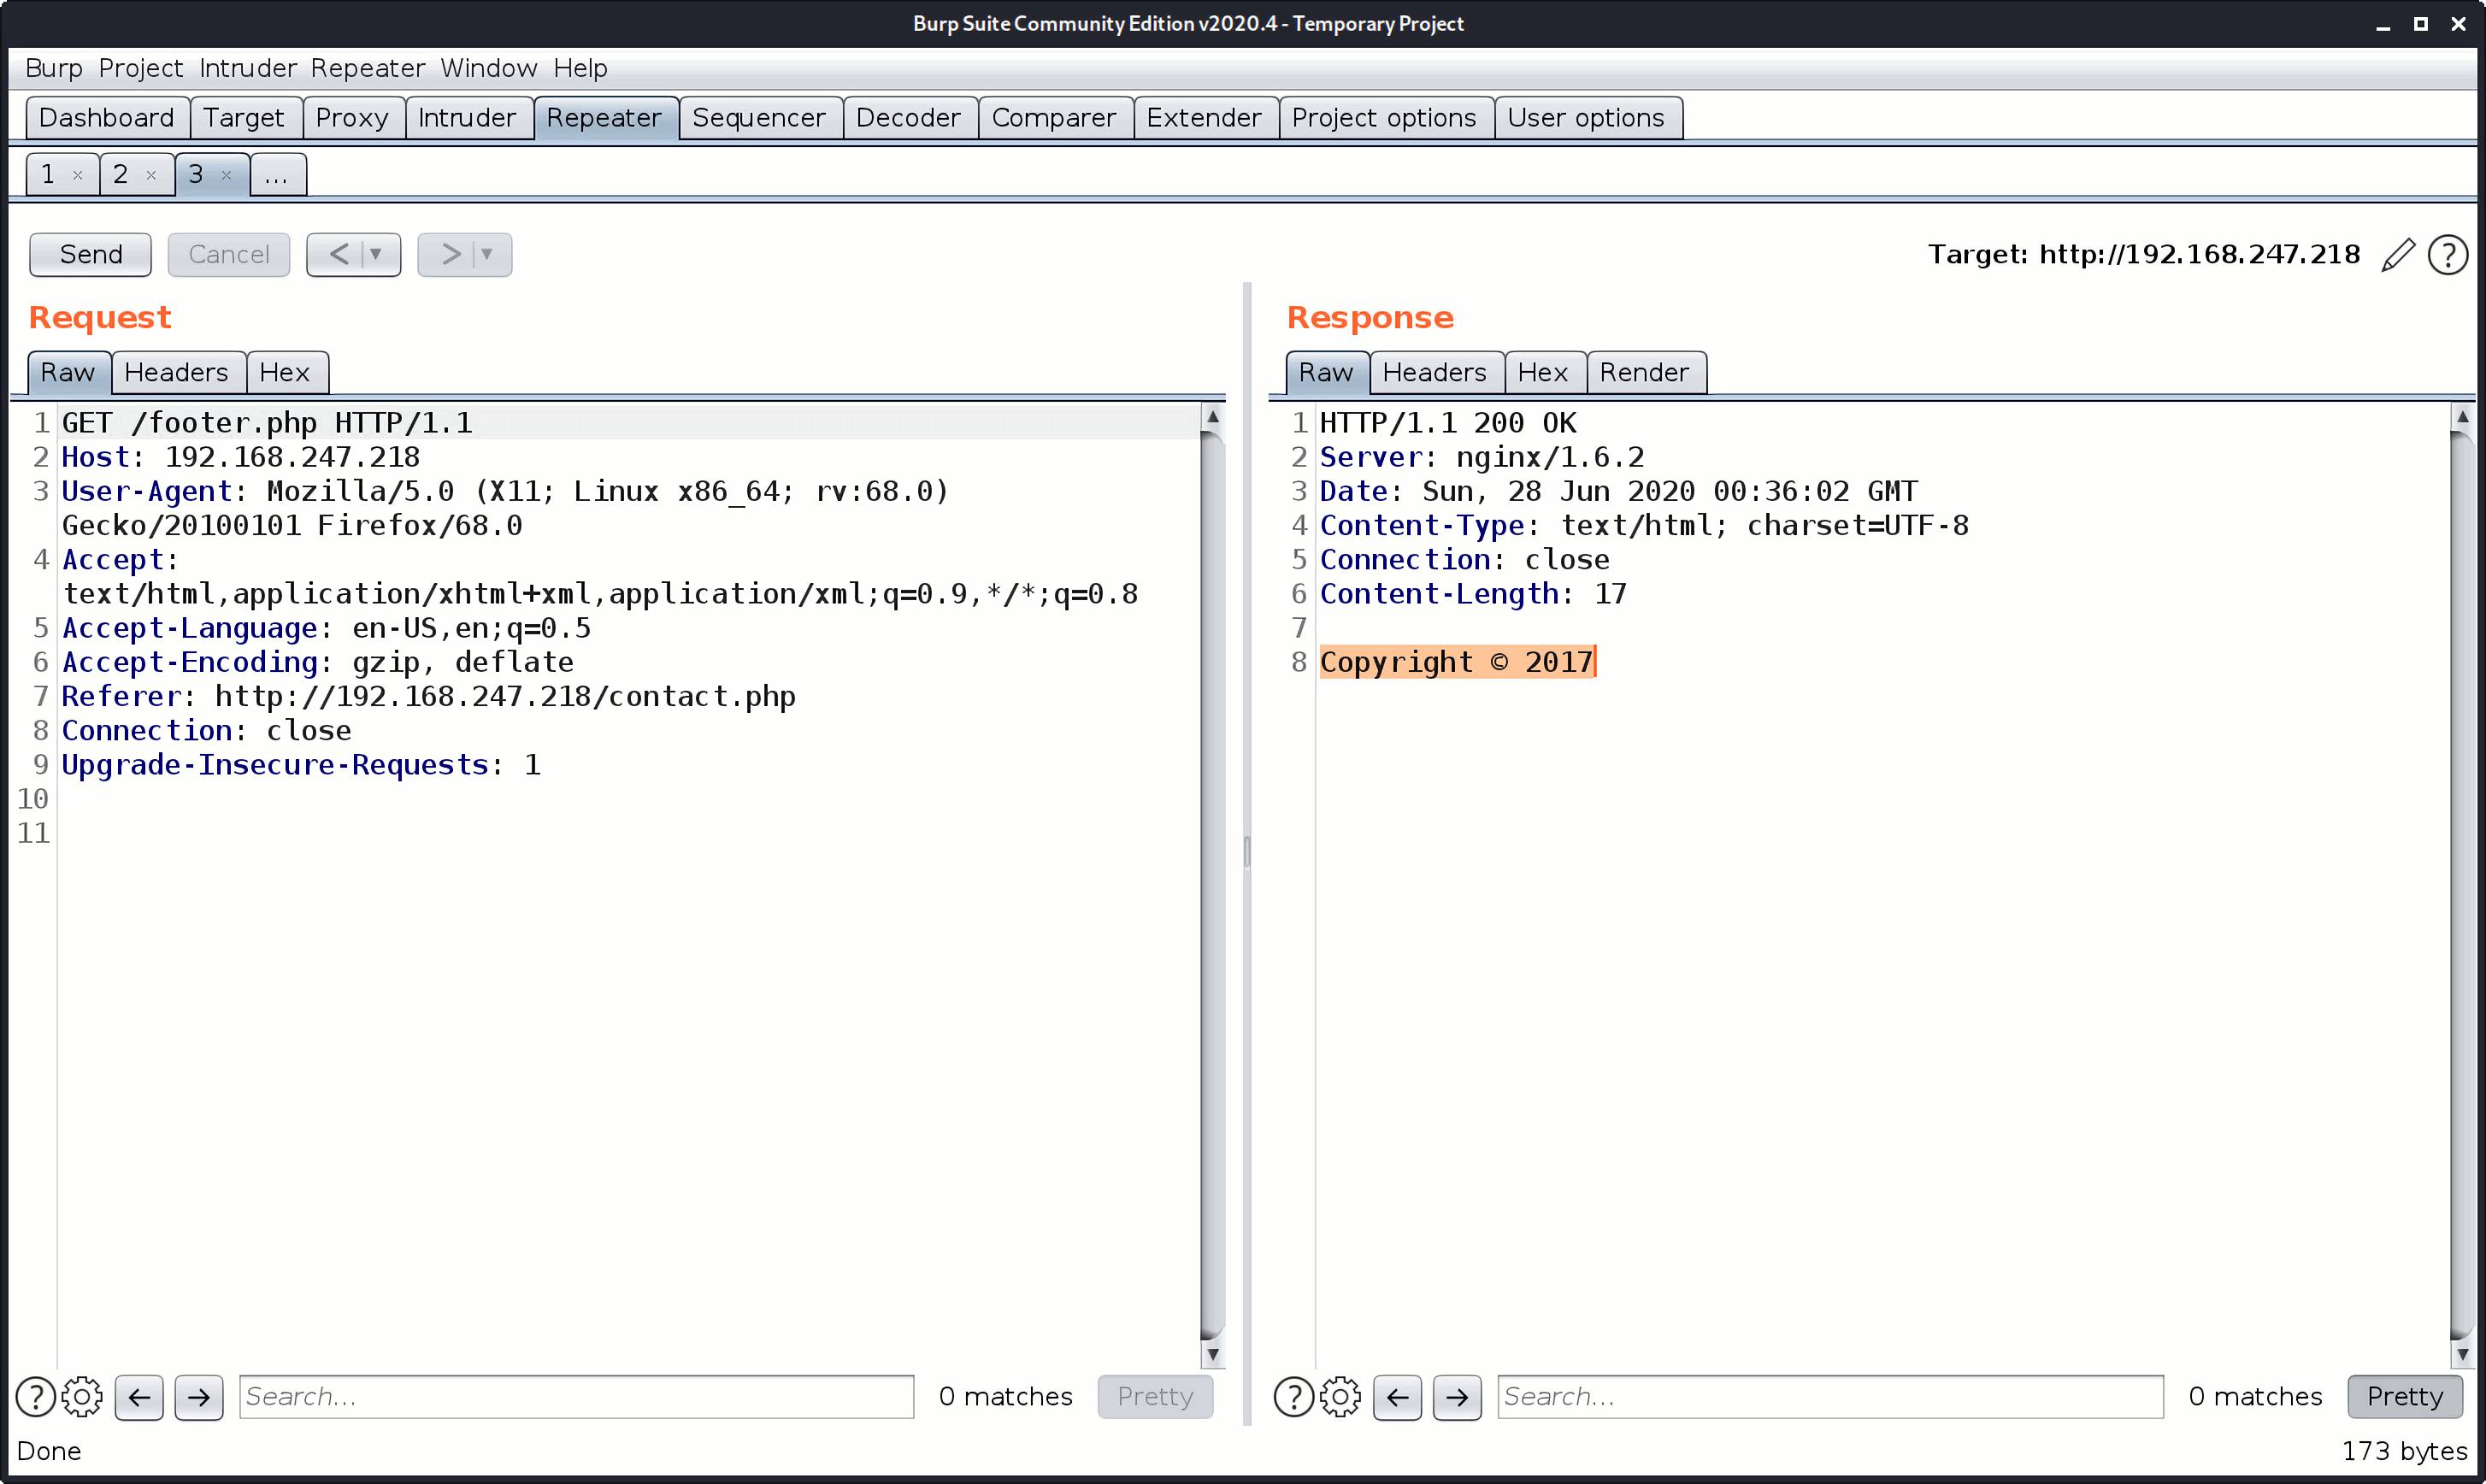 Burp Suite Community Edition v2020.4 - Temporary Project
Burp Project Intruder Repeater Window Help
Dashboard Target Proxy Intruder Repeater Sequencer Decoder Comparer Extender Project options User options
1 × 2 × 3 × ...
Send Cancel < > Target: http://192.168.247.218 ?
Request
Raw Headers Hex
1 GET /footer.php HTTP/1.1
2 Host: 192.168.247.218
3 User-Agent: Mozilla/5.0 (X11; Linux x86_64; rv:68.0)
Gecko/20100101 Firefox/68.0
4 Accept:
text/html,application/xhtml+xml,application/xml;q=0.9,*/*;q=0.8
5 Accept-Language: en-US,en;q=0.5
6 Accept-Encoding: gzip, deflate
7 Referer: http://192.168.247.218/contact.php
8 Connection: close
9 Upgrade-Insecure-Requests: 1
10
11
? Search... 0 matches Pretty
Response
Raw Headers Hex Render
1 HTTP/1.1 200 OK
2 Server: nginx/1.6.2
3 Date: Sun, 28 Jun 2020 00:36:02 GMT
4 Content-Type: text/html; charset=UTF-8
5 Connection: close
6 Content-Length: 17
7
8 Copyright © 2017
? Search... 0 matches Pretty
Done 173 bytes